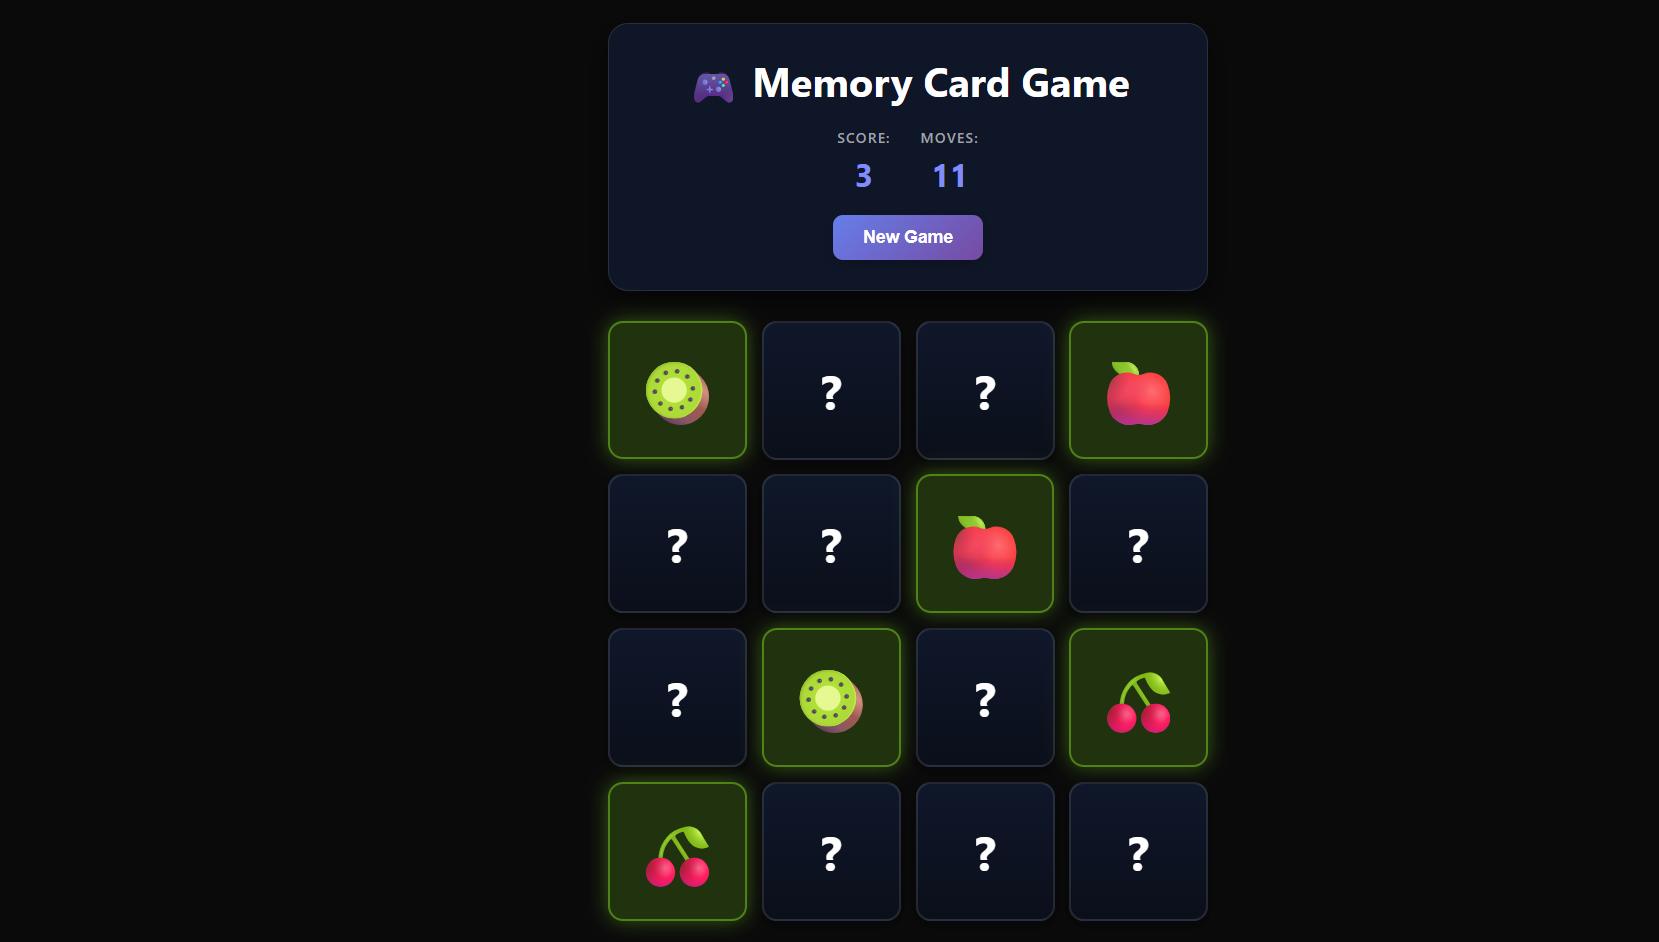 Memory Card Game
SCORE: MOVES:
3 11
New Game
? ?
? ? ?
? ?
? ? ?